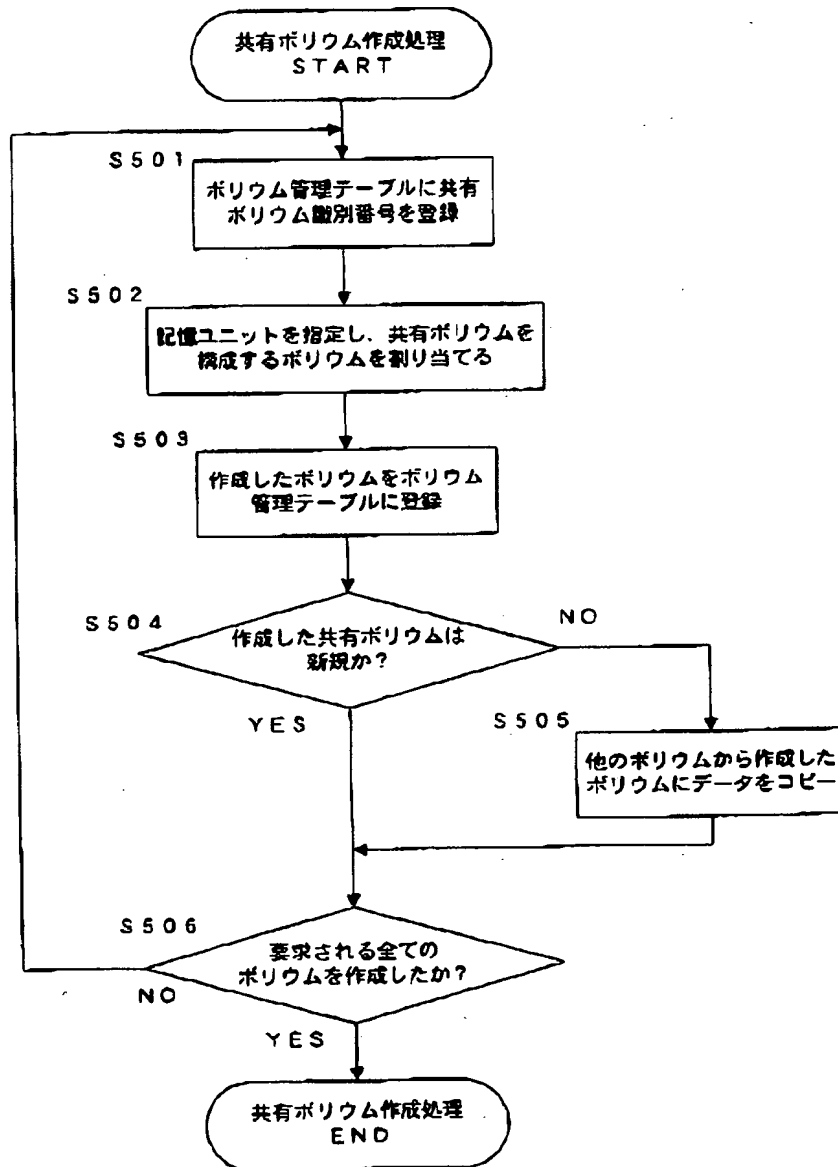 共有ボリウム作成処理
START
S501
ボリウム管理テーブルに共有
ボリウム識別番号を登録
S502
記憶ユニットを指定し、共有ボリウムを
構成するボリウムを割り当てる
S503
作成したボリウムをボリウム
管理テーブルに登録
S504
作成した共有ボリウムは
新規か?
NO
YES
S505
他のボリウムから作成した
ボリウムにデータをコピー
S506
要求される全ての
ボリウムを作成したか?
NO
YES
共有ボリウム作成処理
END